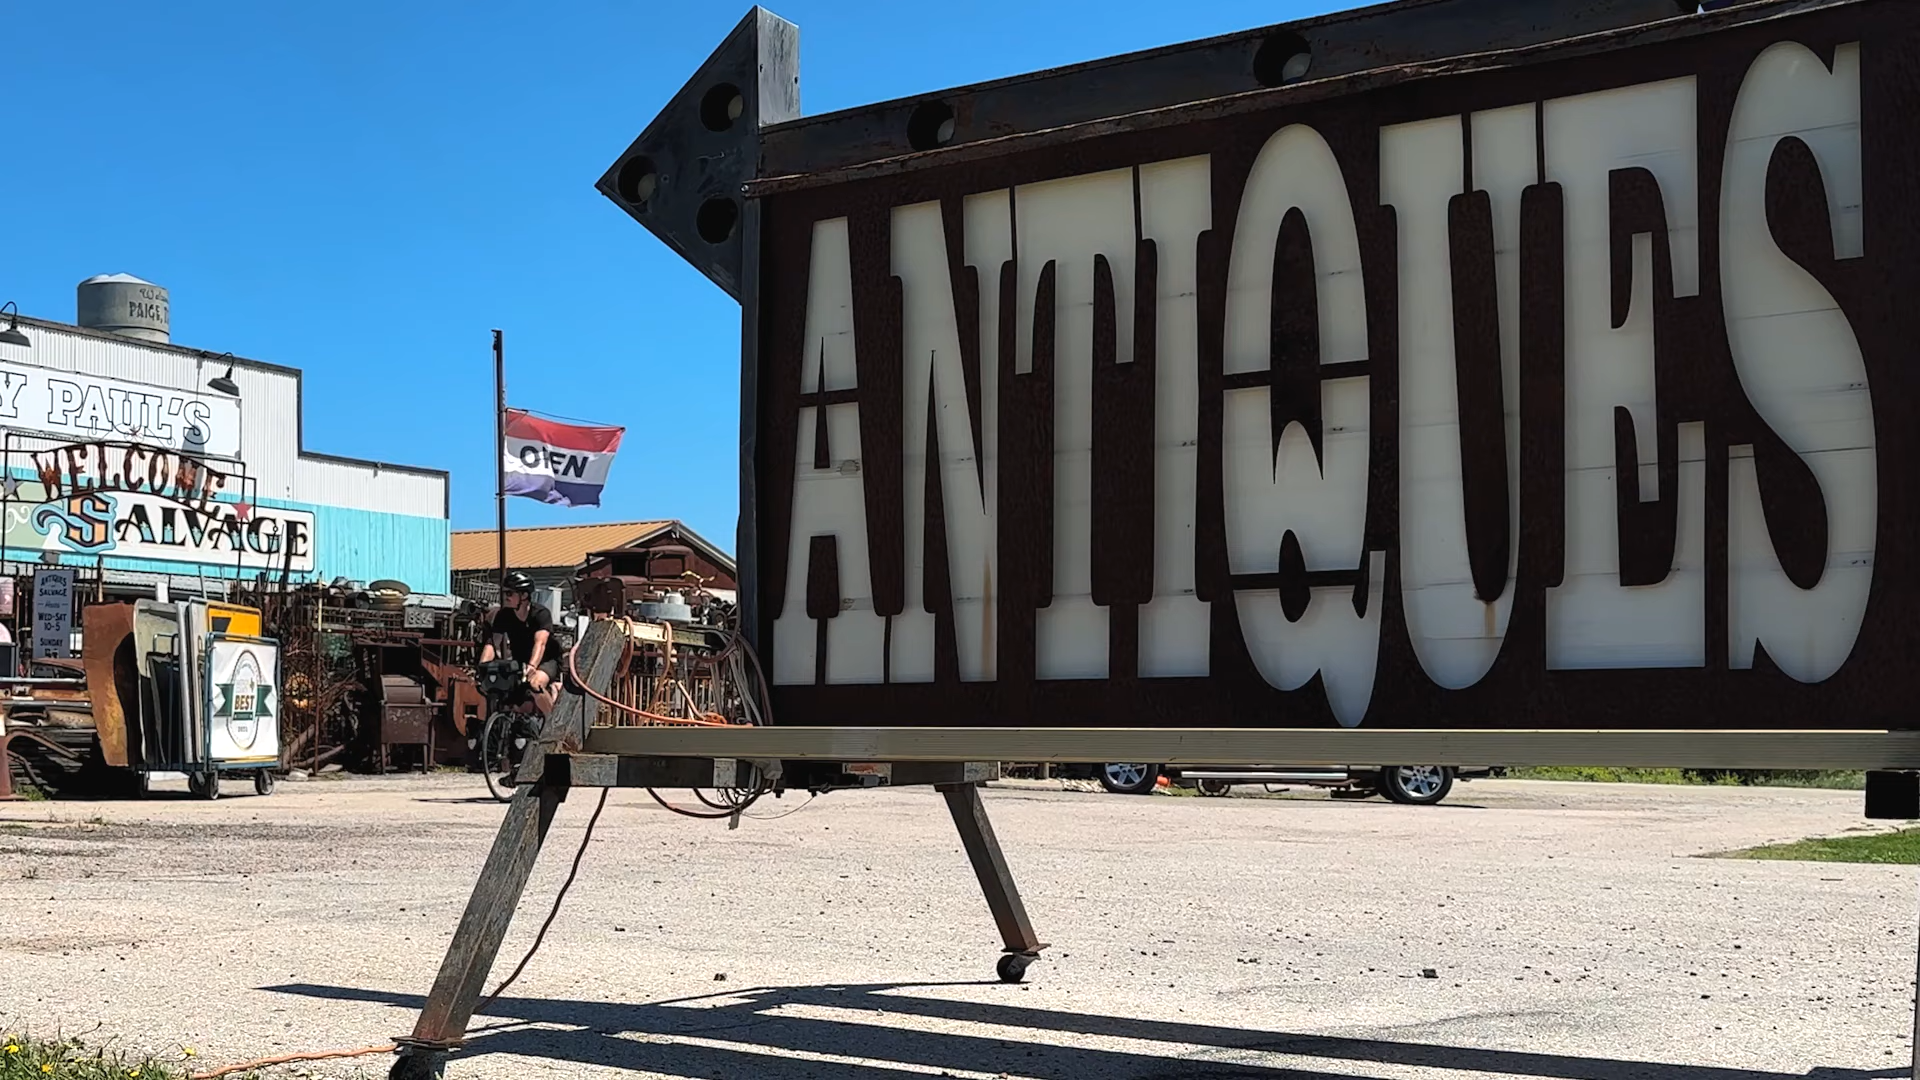 ANTIQUES
PAIGE, T
Y PAUL'S
WELCOME
SALVAGE
OPEN
ANTIQUES
SALVAGE
WED-SAT
10-5
SUNDAY
BEST